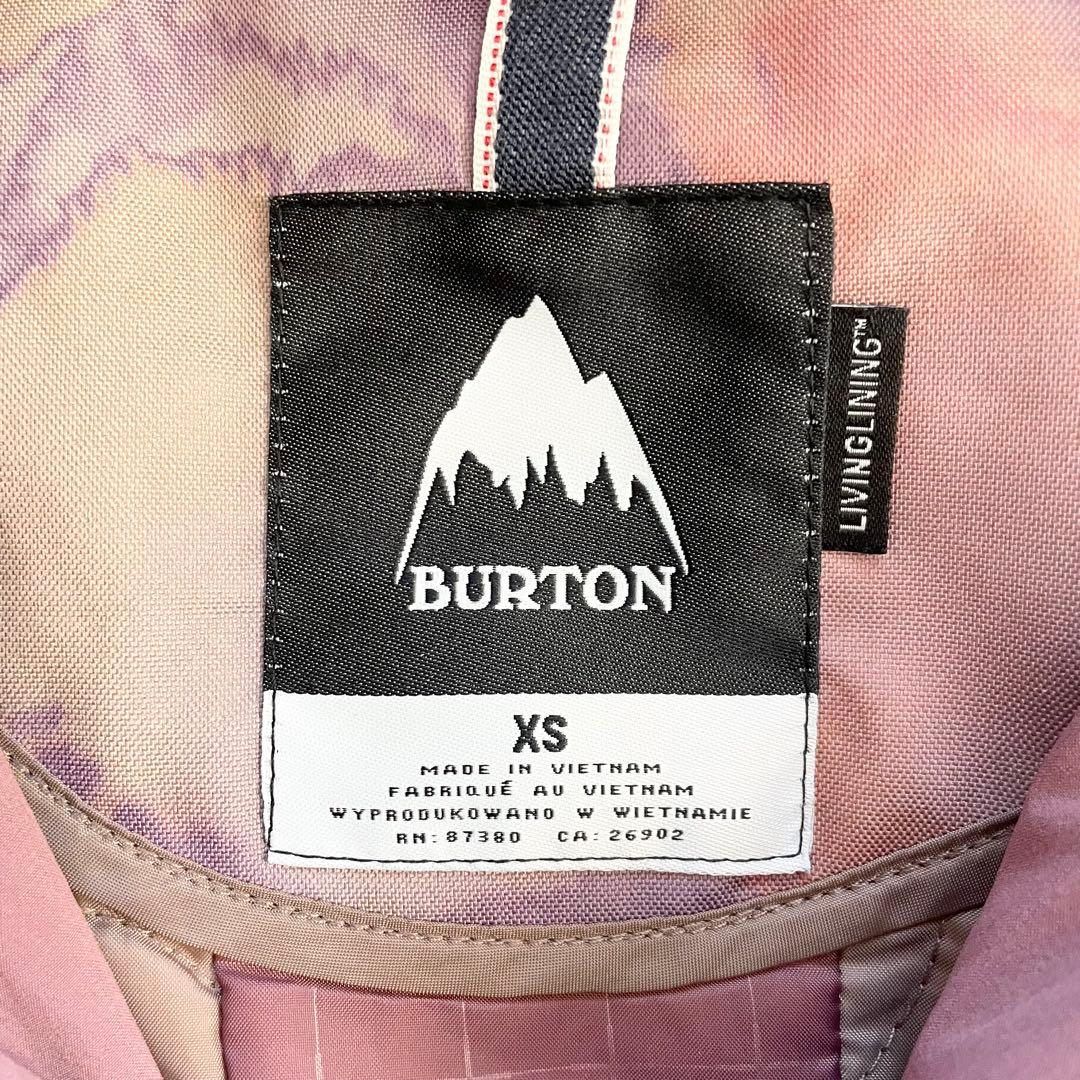 BURTON
XS
MADE IN VIETNAM
FABRIQUÉ AU VIETNAM
WYPRODUKOWANO W WIETNAMIE
RN: 87380 CA: 26902
LIVINGLINING™